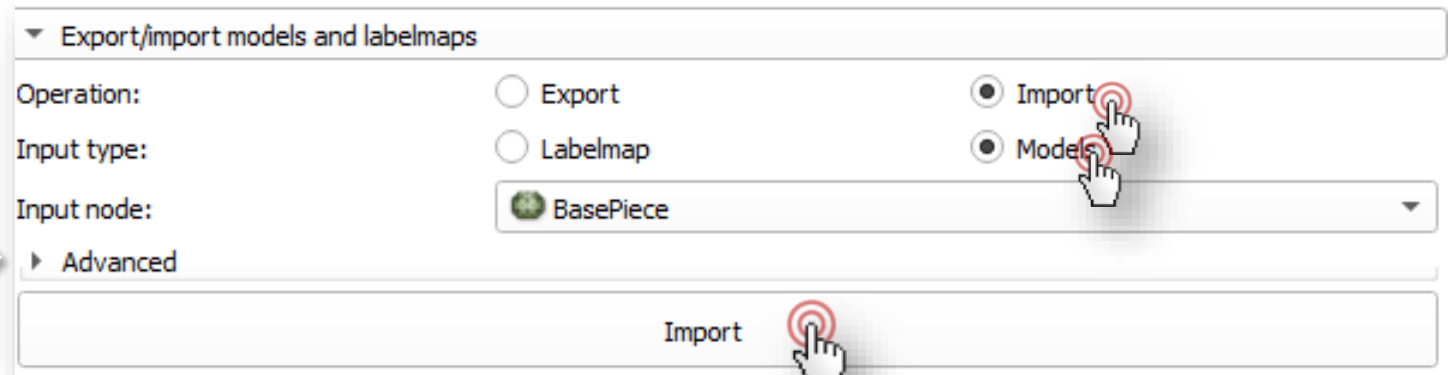 Export/import models and labelmaps
Operation: Export Import
Input type: Labelmap Models
Input node: BasePiece
Advanced
Import